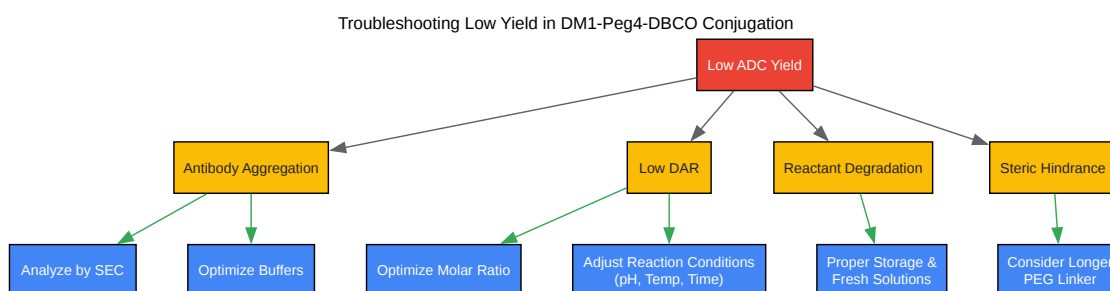 Troubleshooting Low Yield in DM1-Peg4-DBCO Conjugation
Low ADC Yield
Antibody Aggregation
Low DAR
Reactant Degradation
Steric Hindrance
Analyze by SEC
Optimize Buffers
Optimize Molar Ratio
Adjust Reaction Conditions
(pH, Temp, Time)
Proper Storage &
Fresh Solutions
Consider Longer
PEG Linker